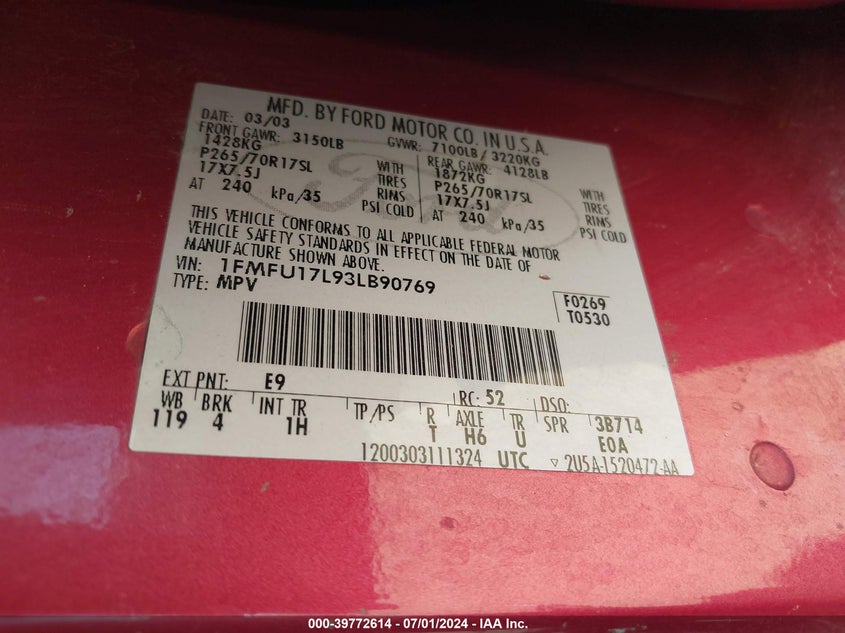 MFD. BY FORD MOTOR CO. IN U.S.A.
DATE: 03/03 GVWR: 7100LB / 3220KG
FRONT GAWR: 3150LB REAR GAWR: 4128LB
1428KG WITH 1872KG WITH
P265/70R17SL TIRES P265/70R17SL TIRES
17X7.5J RIMS 17X7.5J RIMS
AT 240 kPa/35 PSI COLD AT 240 kPa/35 PSI COLD
THIS VEHICLE CONFORMS TO ALL APPLICABLE FEDERAL MOTOR
VEHICLE SAFETY STANDARDS IN EFFECT ON THE DATE OF
MANUFACTURE SHOWN ABOVE.
VIN: 1FMFU17L93LB90769
TYPE: MPV
F0269
T0530
EXT PNT: E9 RC: 52 DSO:
WB BRK INT TR TP/PS R AXLE TR SPR 3B714
119 4 1H T H6 U E0A
1200303111324 UTC 2U5A-1520472-AA
Ford
000-39772614 - 07/01/2024 - IAA Inc.